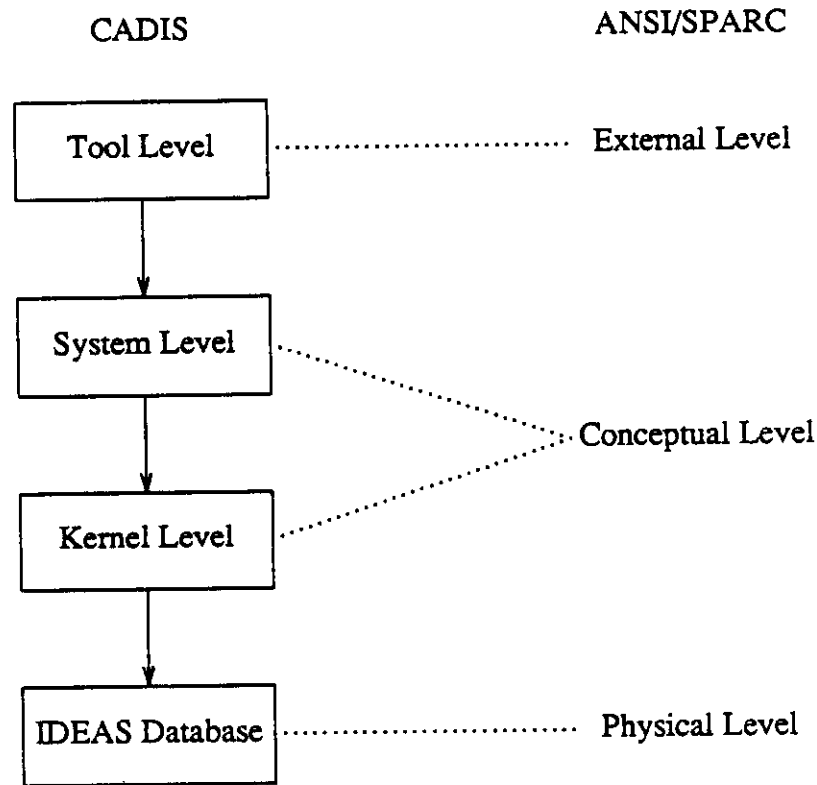 CADIS
ANSI/SPARC
Tool Level
External Level
System Level
Conceptual Level
Kernel Level
IDEAS Database
Physical Level